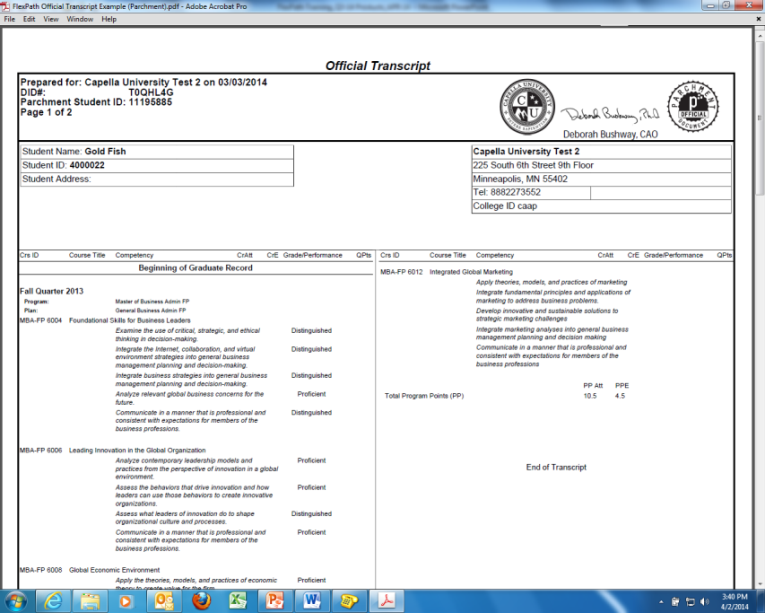 FlexPath Official Transcript Example (Parchment).pdf - Adobe Acrobat Pro
File Edit View Window Help
Official Transcript
Prepared for: Capella University Test 2 on 03/03/2014
DID#: T0QHL4G
Parchment Student ID: 11195885
Page 1 of 2
CAPELLA UNIVERSITY
CU
PARCHMENT
P
OFFICIAL
DOCUMENT
Deborah Bushway, CAO
Student Name: Gold Fish
Student ID: 4000022
Student Address:
Capella University Test 2
225 South 6th Street 9th Floor
Minneapolis, MN 55402
Tel: 8882273552
College ID caap
Crs ID Course Title Competency CrAtt CrE Grade/Performance QPts
Beginning of Graduate Record
Fall Quarter 2013
Program: Master of Business Admin FP
Plan: General Business Admin FP
MBA-FP 6004 Foundational Skills for Business Leaders
Examine the use of critical, strategic, and ethical Distinguished
thinking in decision-making.
Integrate the Internet, collaboration, and virtual Distinguished
environment strategies into general business
management planning and decision-making.
Integrate business strategies into general business Distinguished
management planning and decision-making.
Analyze relevant global business concerns for the Proficient
future.
Communicate in a manner that is professional and Distinguished
consistent with expectations for members of the
business professions.
MBA-FP 6006 Leading Innovation in the Global Organization
Analyze contemporary leadership models and Proficient
practices from the perspective of innovation in a global
environment.
Assess the behaviors that drive innovation and how Proficient
leaders can use those behaviors to create innovative
organizations.
Assess what leaders of innovation do to shape Distinguished
organizational culture and processes.
Communicate in a manner that is professional and Proficient
consistent with expectations for members of the
business professions.
MBA-FP 6008 Global Economic Environment
Apply the theories, models, and practices of economic Proficient
theory to create value for the firm
Crs ID Course Title Competency CrAtt CrE Grade/Performance QPts
MBA-FP 6012 Integrated Global Marketing
Apply theories, models, and practices of marketing
Integrate fundamental principles and applications of
marketing to address business problems.
Develop innovative and sustainable solutions to
strategic marketing challenges
Integrate marketing analyses into general business
management planning and decision making
Communicate in a manner that is professional and
consistent with expectations for members of the
business professions
PP Att PPE
Total Program Points (PP) 10.5 4.5
End of Transcript
3:40 PM
4/2/2014